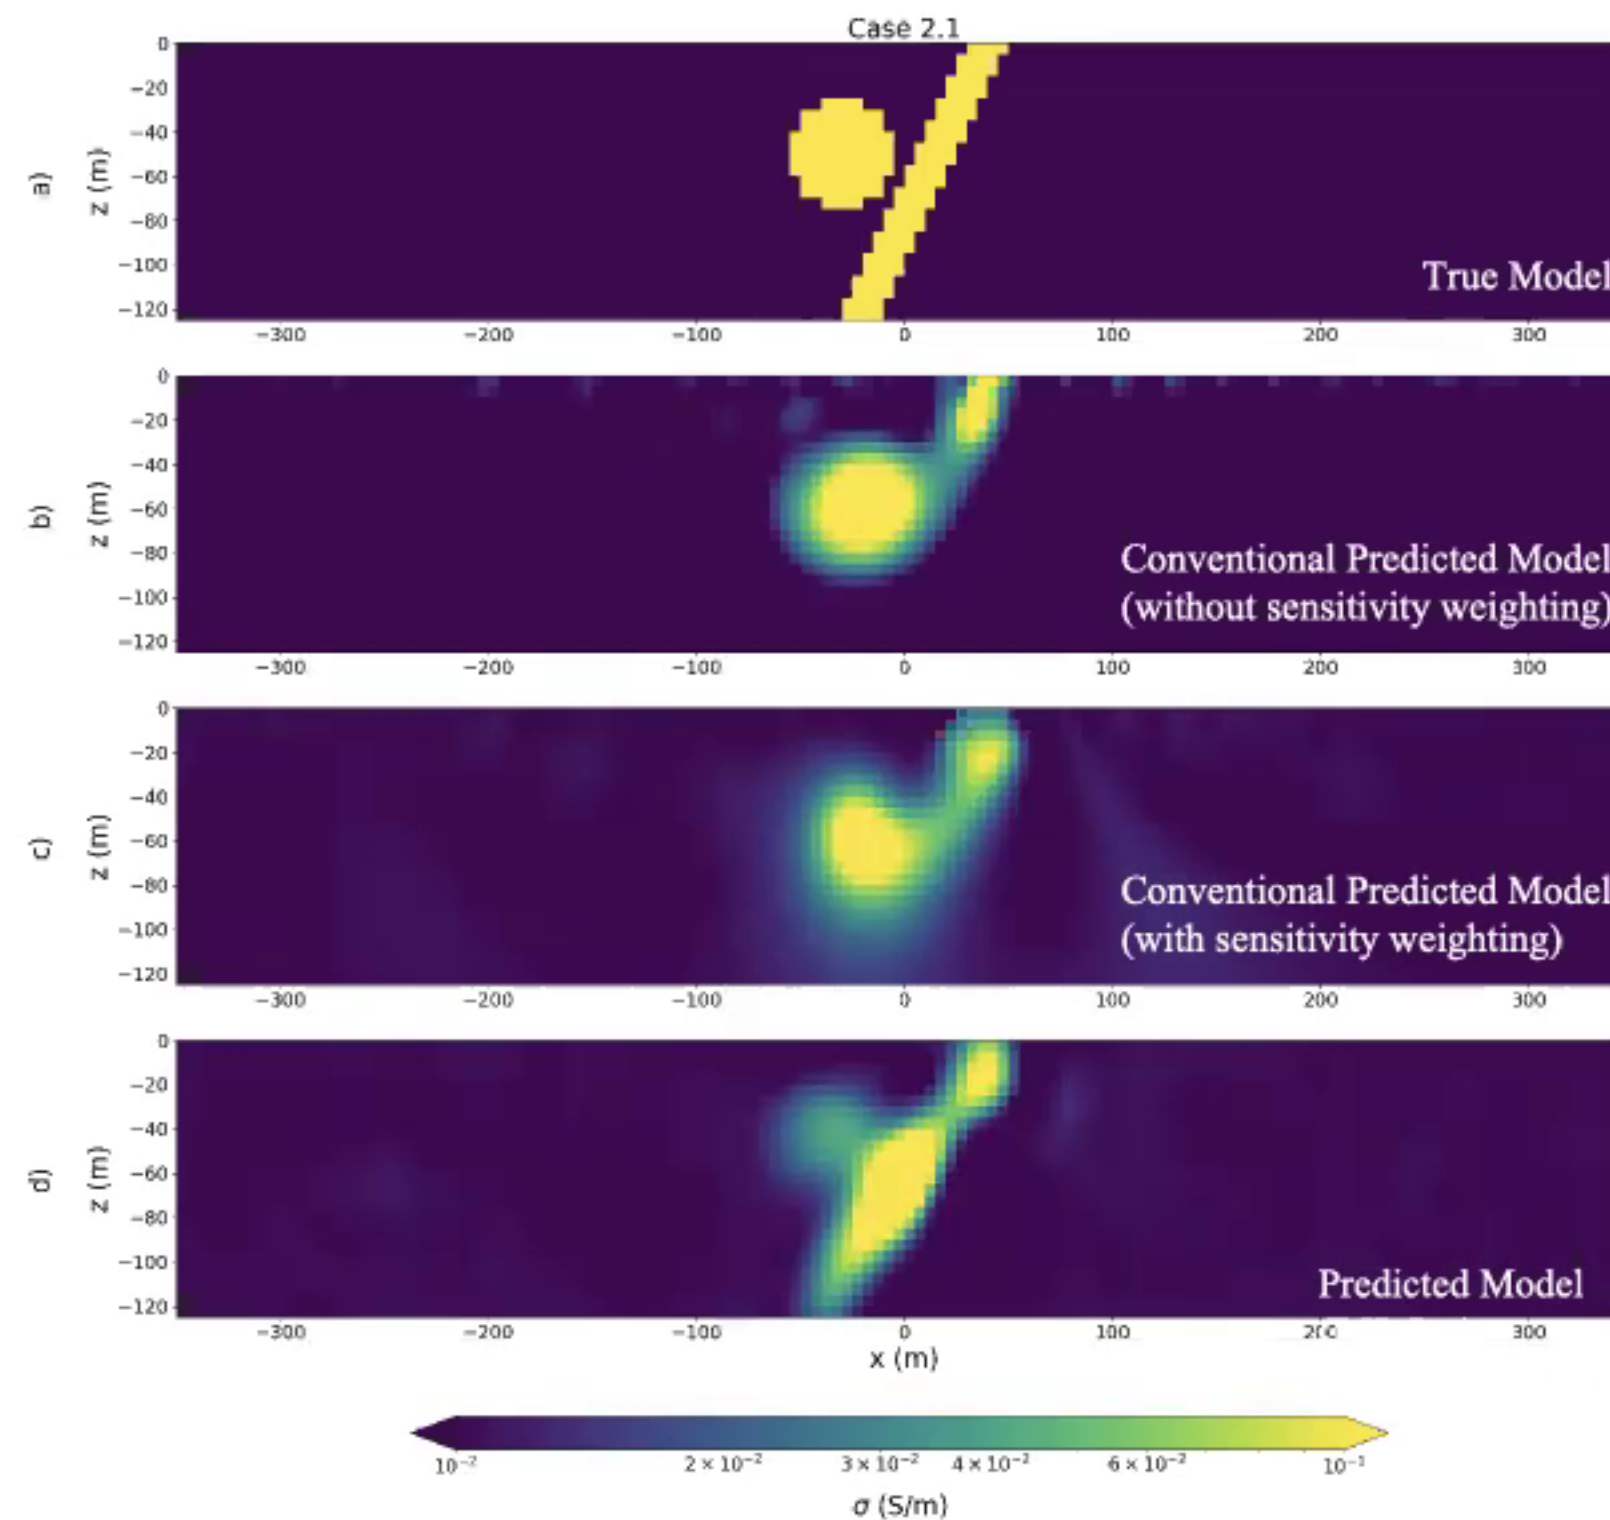 Case 2.1
a)
z (m)
0
−20
−40
−60
−80
−100
−120
True Model
−300 −200 −100 0 100 200 300
b)
z (m)
0
−20
−40
−60
−80
−100
−120
Conventional Predicted Model
(without sensitivity weighting)
−300 −200 −100 0 100 200 300
c)
z (m)
0
−20
−40
−60
−80
−100
−120
Conventional Predicted Model
(with sensitivity weighting)
−300 −200 −100 0 100 200 300
d)
z (m)
0
−20
−40
−60
−80
−100
−120
Predicted Model
−300 −200 −100 0 100 300
x (m)
10⁻² 2 × 10⁻² 3 × 10⁻² 4 × 10⁻² 6 × 10⁻² 10⁻¹
σ (S/m)